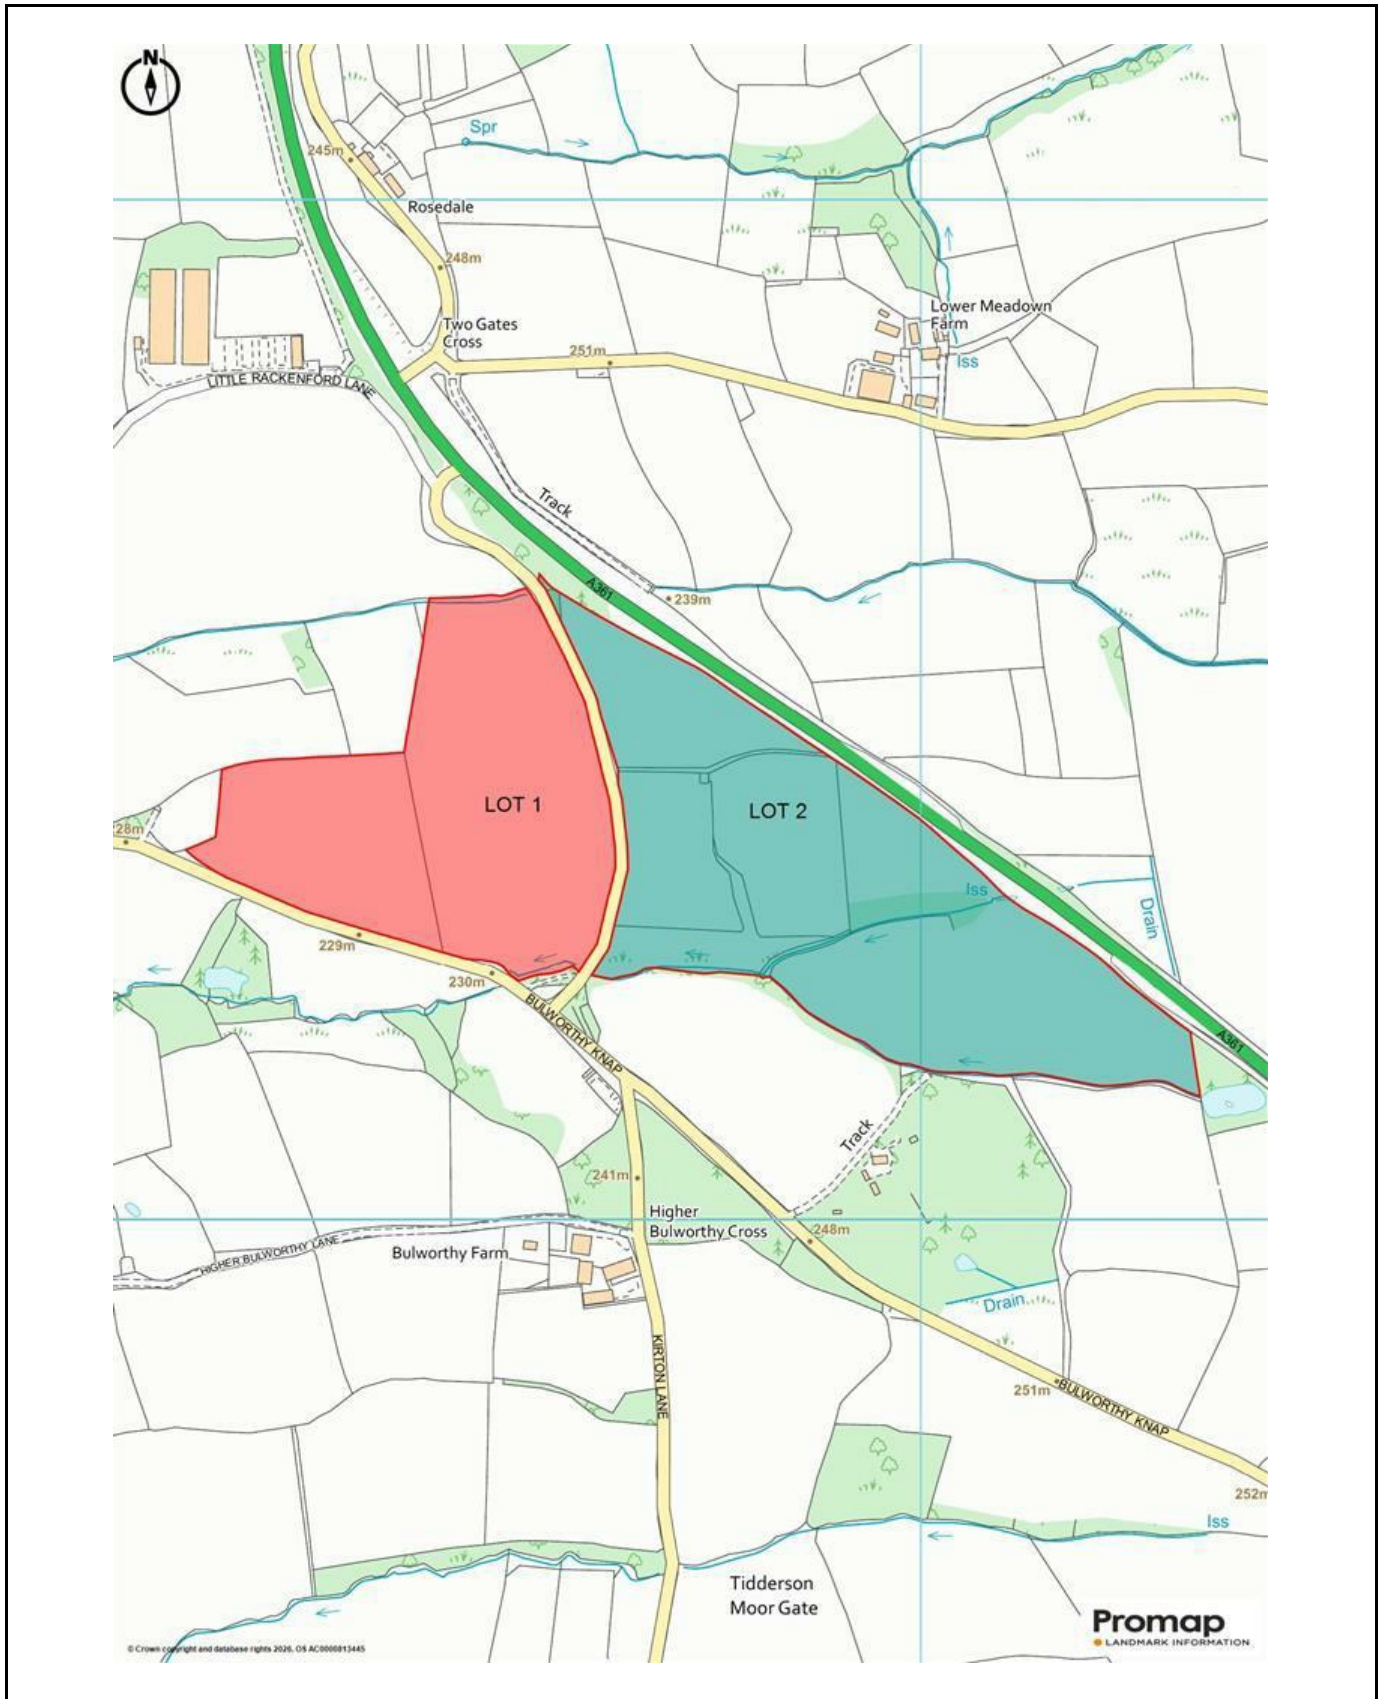 N
Spr
245m
Rosedale
248m
Two Gates
Cross
Lower Meadown
Farm
251m
Iss
LITTLE RACKENFORD LANE
Track
A361
239m
LOT 1
LOT 2
28m
Iss
Drain
229m
230m
BULWORTHY KNAP
A361
Track
241m
Higher
Bulworthy Cross
248m
HIGHER BULWORTHY LANE
Bulworthy Farm
Drain
KIRTON LANE
251m
BULWORTHY KNAP
252m
Iss
Tidderson
Moor Gate
Promap
LANDMARK INFORMATION
© Crown copyright and database rights 2026. OS AC0000813445